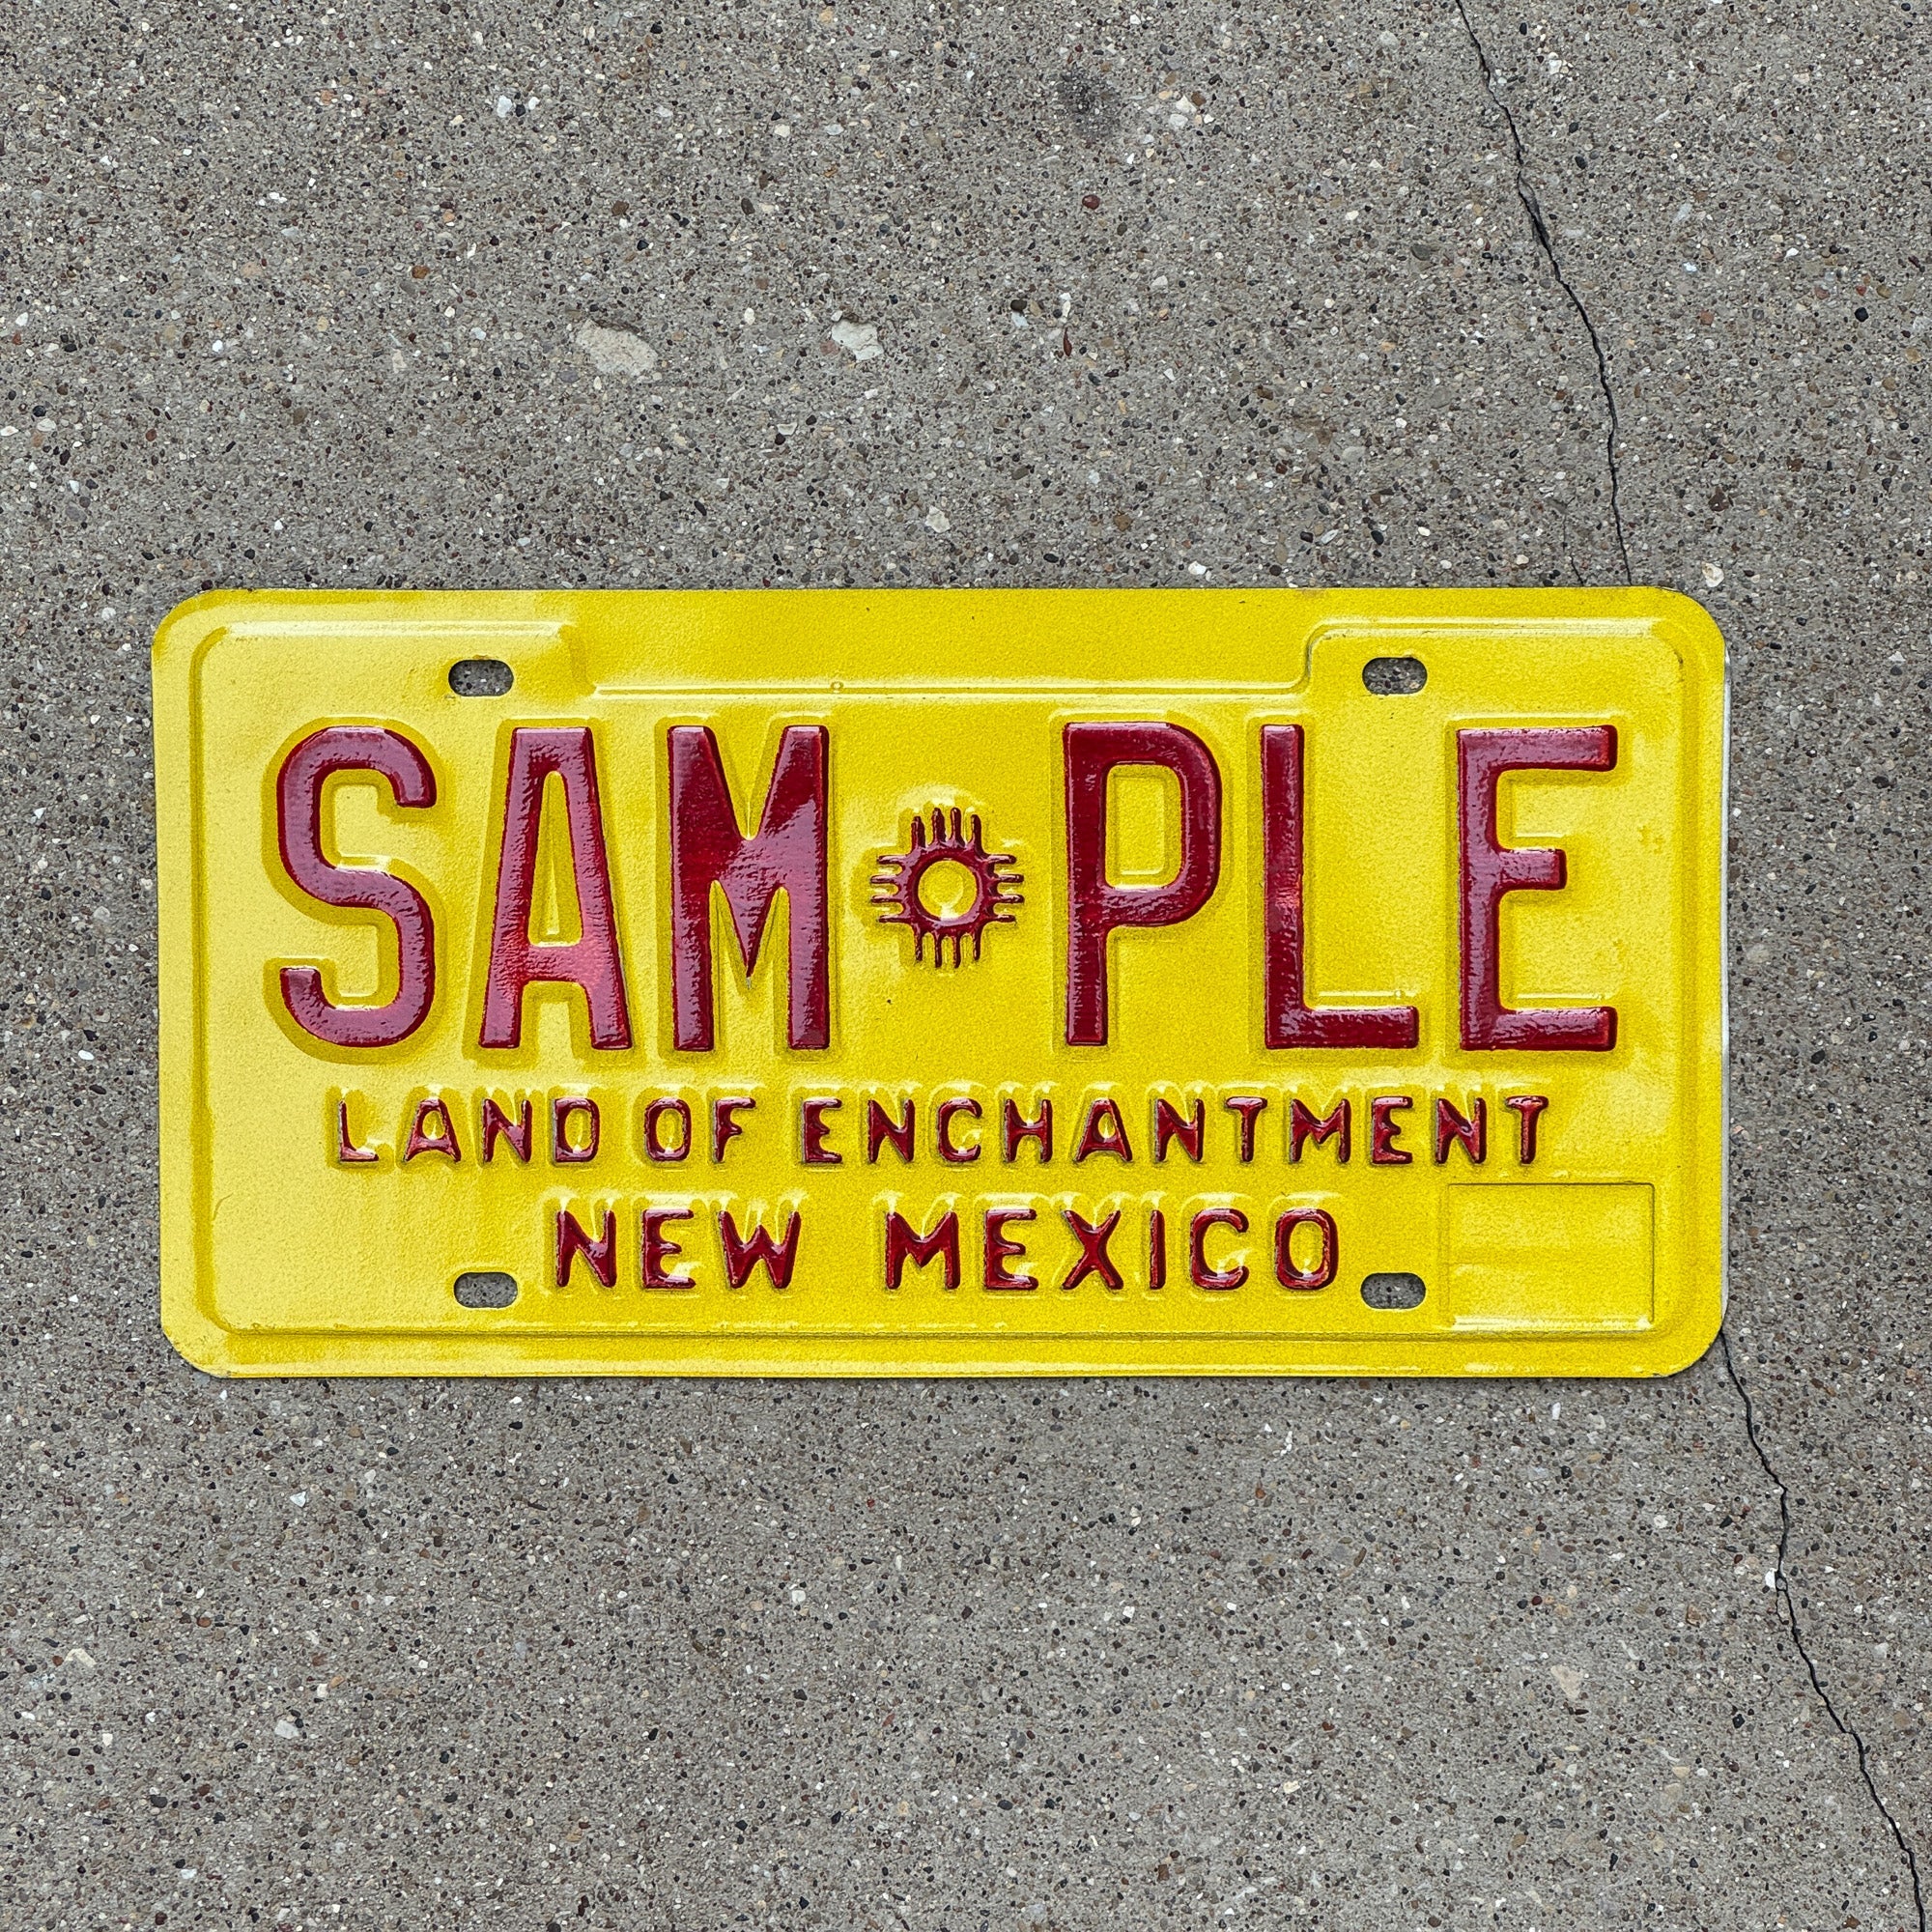 SAM PLE
LAND OF ENCHANTMENT
NEW MEXICO